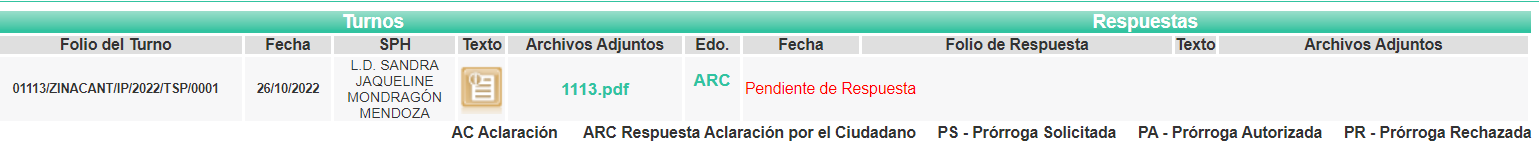 Turnos Respuestas
Folio del Turno Fecha SPH Texto Archivos Adjuntos Edo. Fecha Folio de Respuesta Texto Archivos Adjuntos
01113/ZINACANT/IP/2022/TSP/0001 26/10/2022 L.D. SANDRA
JAQUELINE
MONDRAGÓN
MENDOZA
1113.pdf ARC Pendiente de Respuesta
AC Aclaración ARC Respuesta Aclaración por el Ciudadano PS - Prórroga Solicitada PA - Prórroga Autorizada PR - Prórroga Rechazada